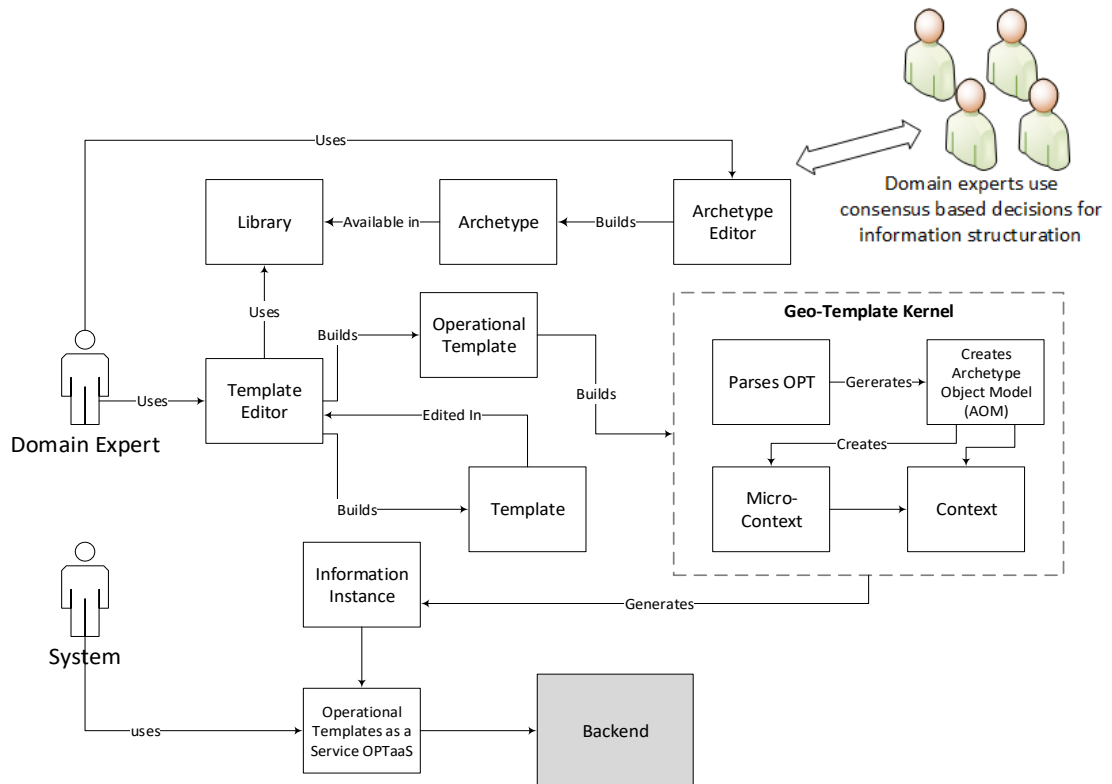 Uses
Domain experts use
consensus based decisions for
information structuration
Library
Available in
Archetype
Builds
Archetype
Editor
Uses
Builds
Operational
Template
Geo-Template Kernel
Parses OPT
Gererates
Creates
Archetype
Object Model
(AOM)
Builds
Uses
Template
Editor
Edited In
Domain Expert
Creates
Micro-
Context
Context
Builds
Template
Information
Instance
Generates
System
uses
Operational
Templates as a
Service OPTaaS
Backend